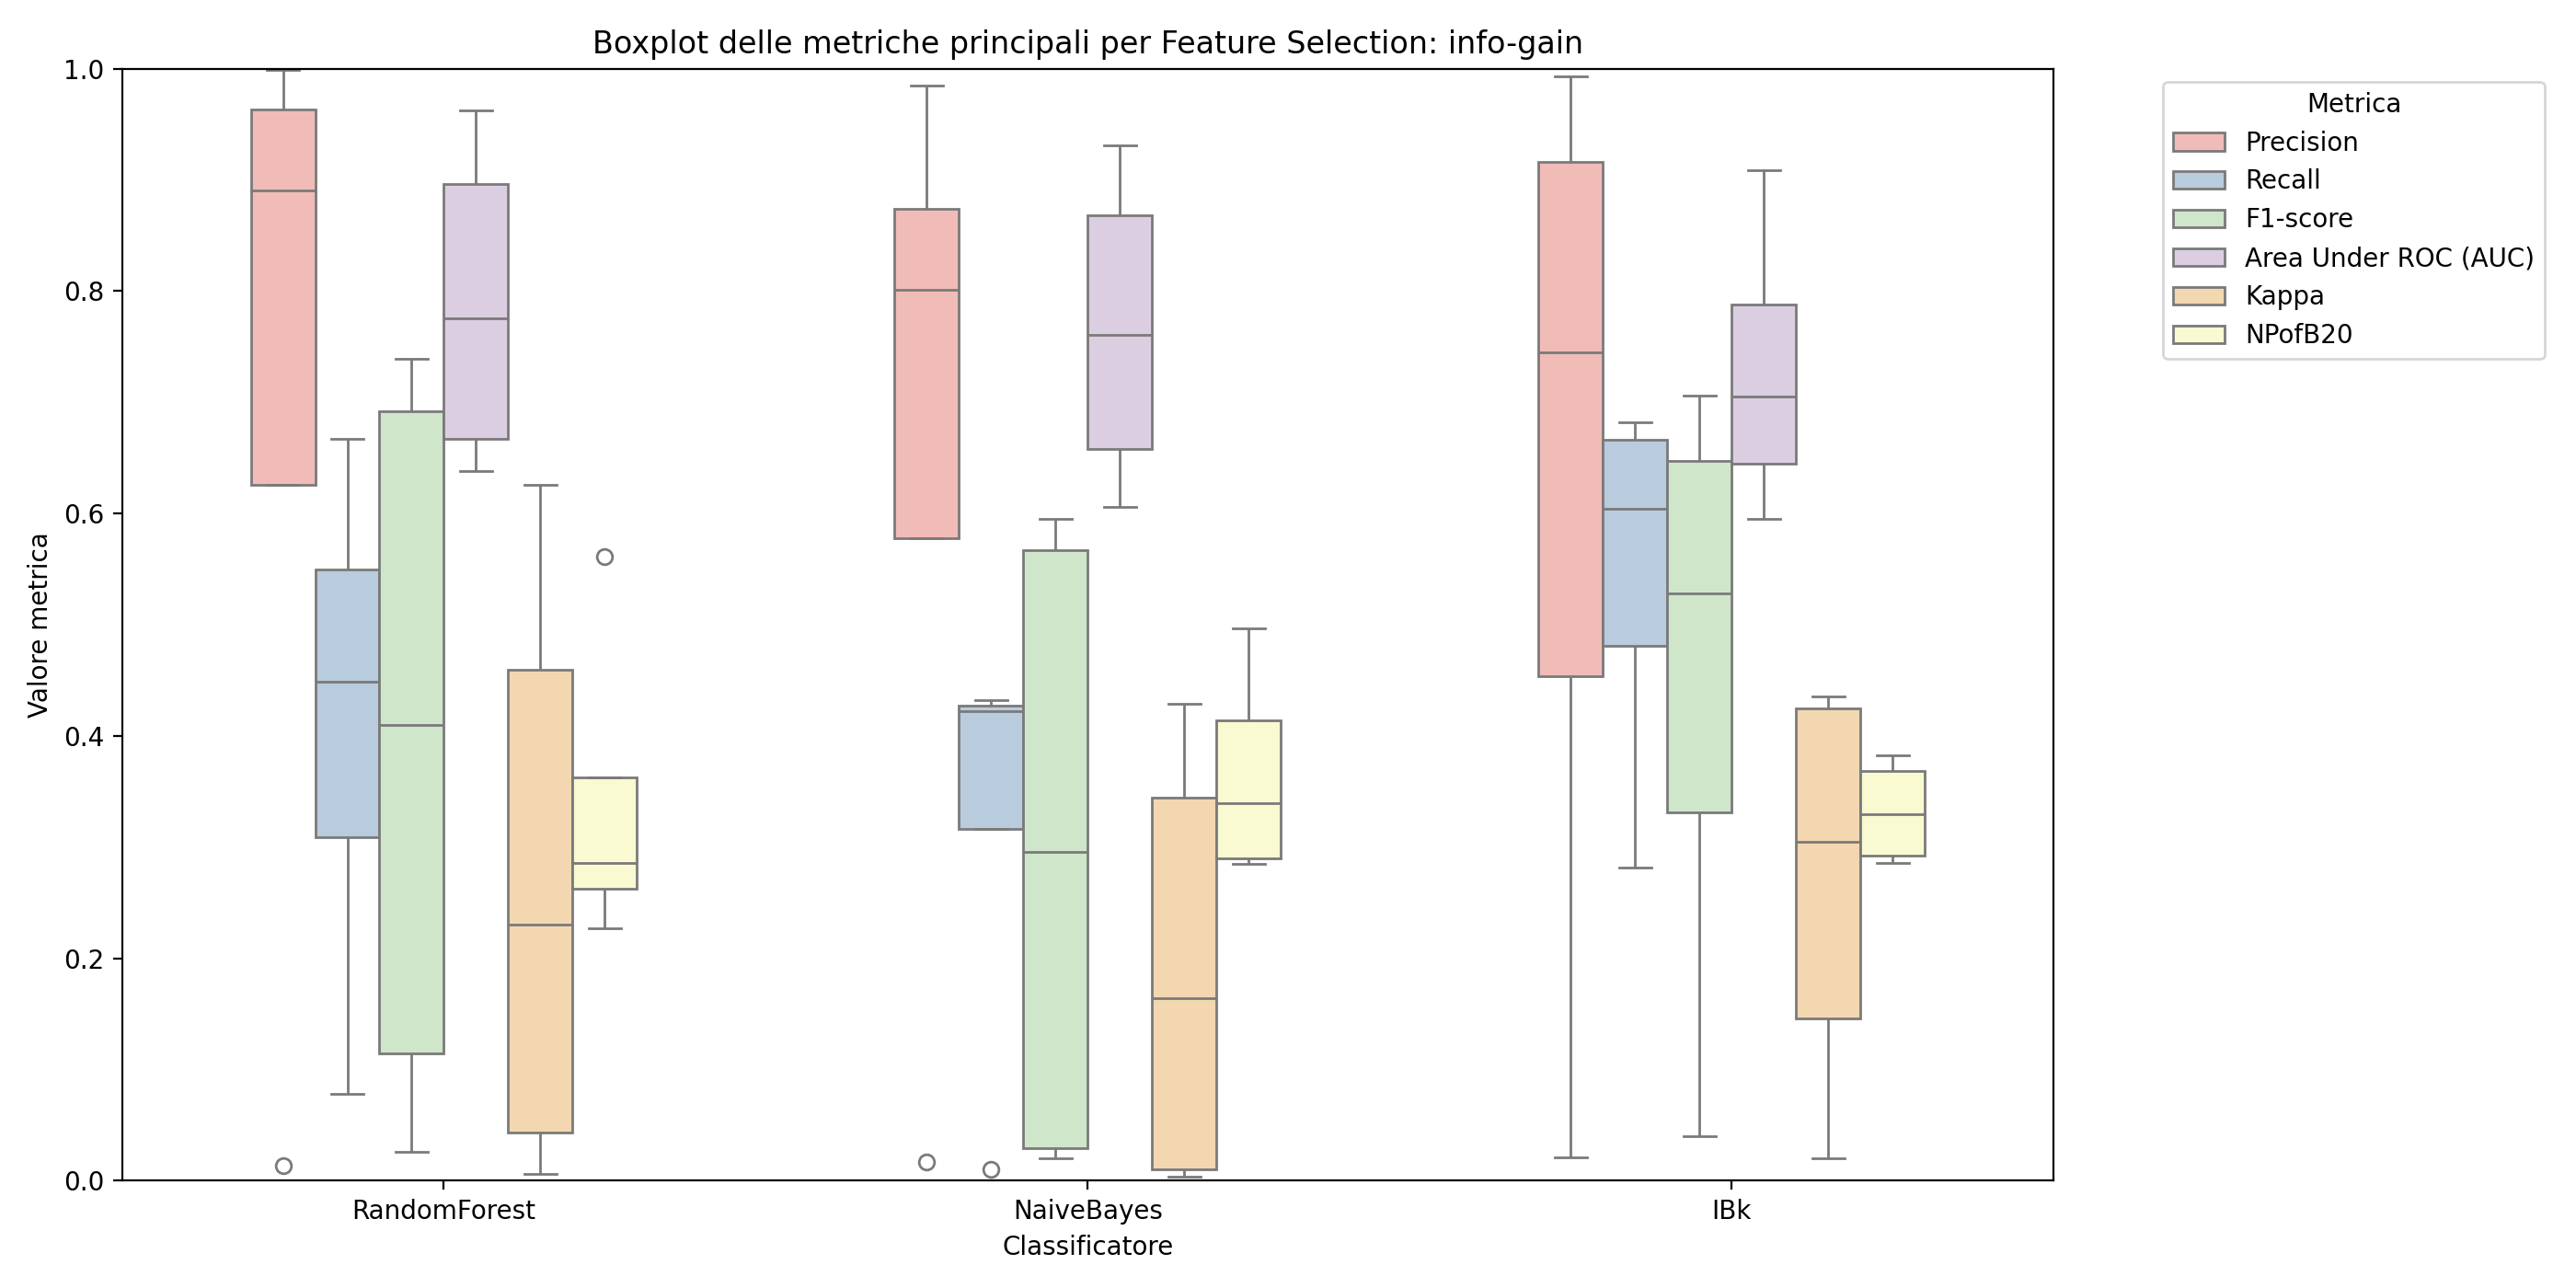 Boxplot delle metriche principali per Feature Selection: info-gain
Valore metrica
1.0
0.8
0.6
0.4
0.2
0.0
RandomForest
NaiveBayes
IBk
Classificatore
Metrica
Precision
Recall
F1-score
Area Under ROC (AUC)
Kappa
NPofB20